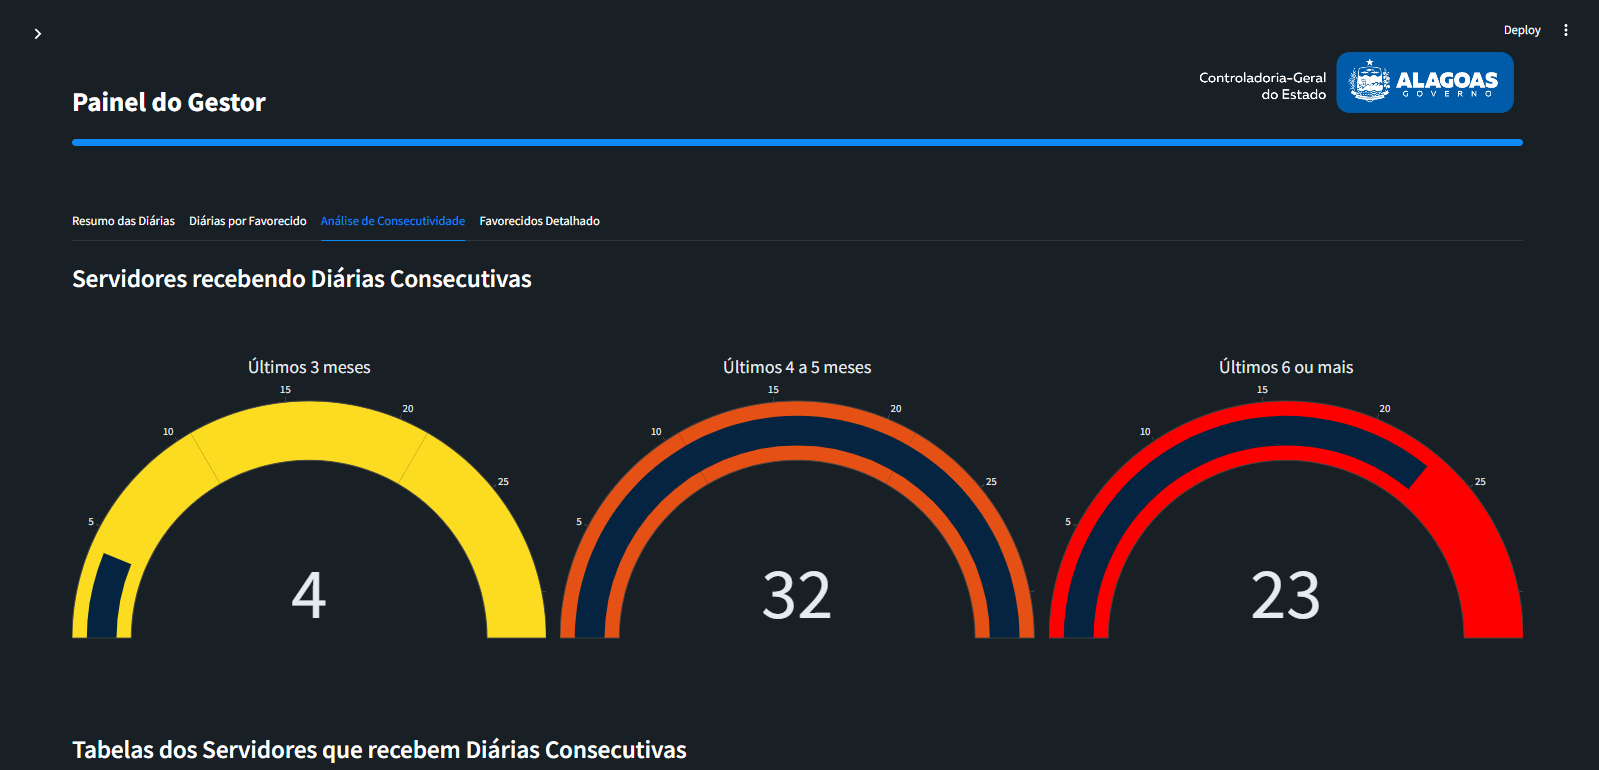 Deploy
Controladoria-Geral
do Estado
ALAGOAS
GOVERNO
Painel do Gestor
Resumo das Diárias
Diárias por Favorecido
Análise de Consecutividade
Favorecidos Detalhado
Servidores recebendo Diárias Consecutivas
Últimos 3 meses
5
10
15
20
25
4
Últimos 4 a 5 meses
5
10
15
20
25
32
Últimos 6 ou mais
5
10
15
20
25
23
Tabelas dos Servidores que recebem Diárias Consecutivas